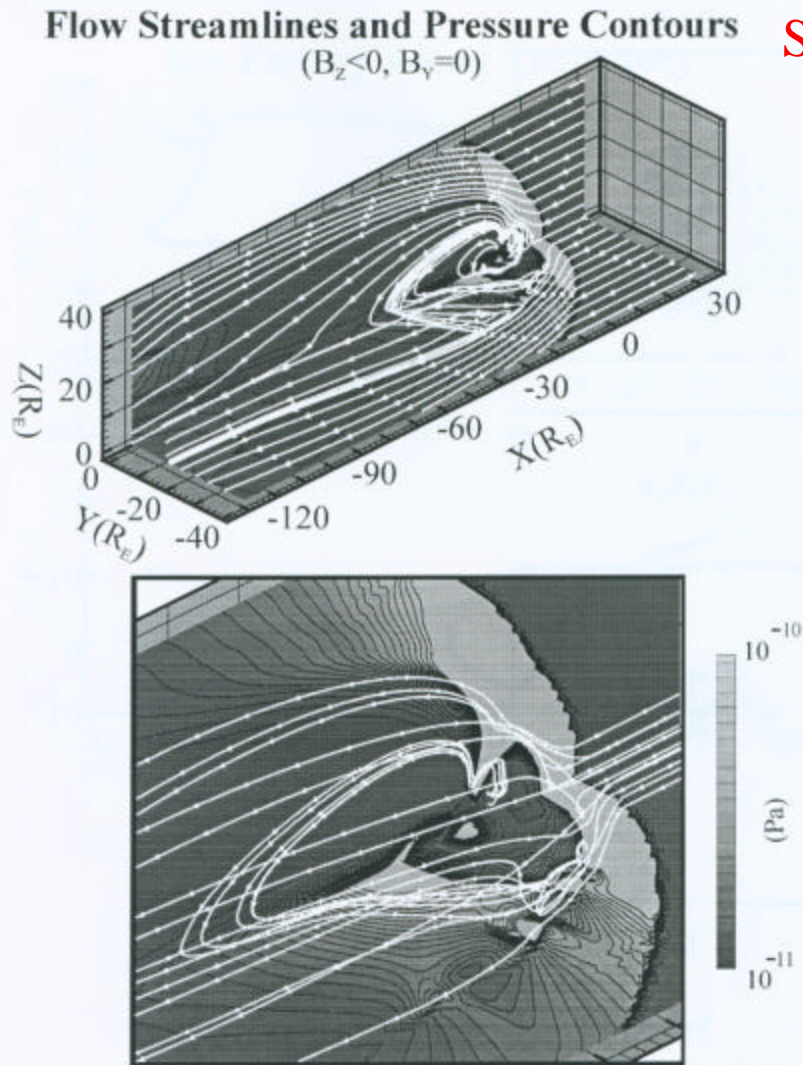 Flow Streamlines and Pressure Contours
S
(B_Z<0, B_Y=0)
40
20
0
Z(R_E)
0
-20
-40
Y(R_E)
-120
-90
-60
-30
0
30
X(R_E)
10^-10
(Pa)
10^-11